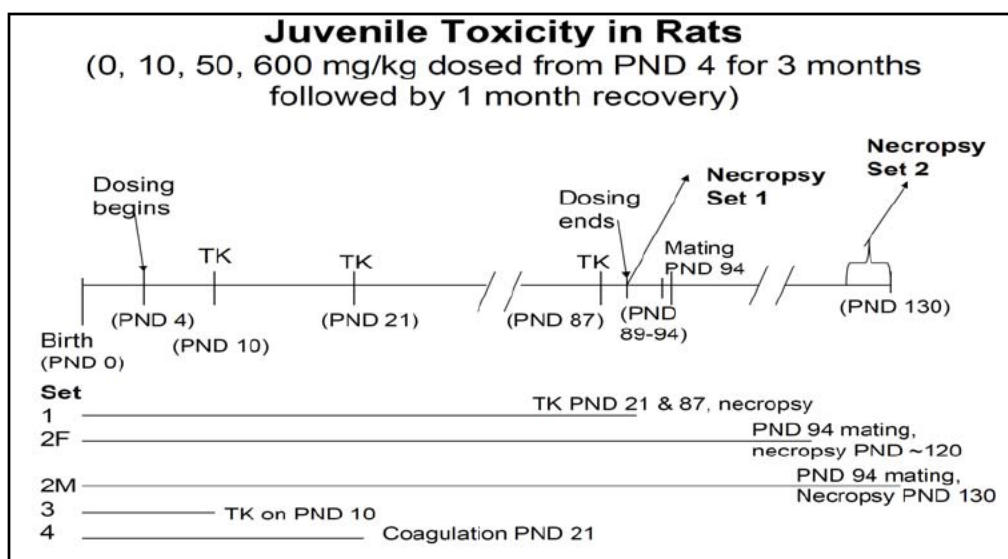 Juvenile Toxicity in Rats
(0, 10, 50, 600 mg/kg dosed from PND 4 for 3 months
followed by 1 month recovery)
Necropsy
Set 2
Necropsy
Set 1
Dosing
begins
Dosing
ends
Mating
PND 94
TK
TK
TK
(PND 4)
(PND 10)
(PND 21)
(PND 87)
(PND
89-94)
(PND 130)
Birth
(PND 0)
Set
1
TK PND 21 & 87, necropsy
2F
PND 94 mating,
necropsy PND ~120
2M
PND 94 mating,
Necropsy PND 130
3
TK on PND 10
4
Coagulation PND 21